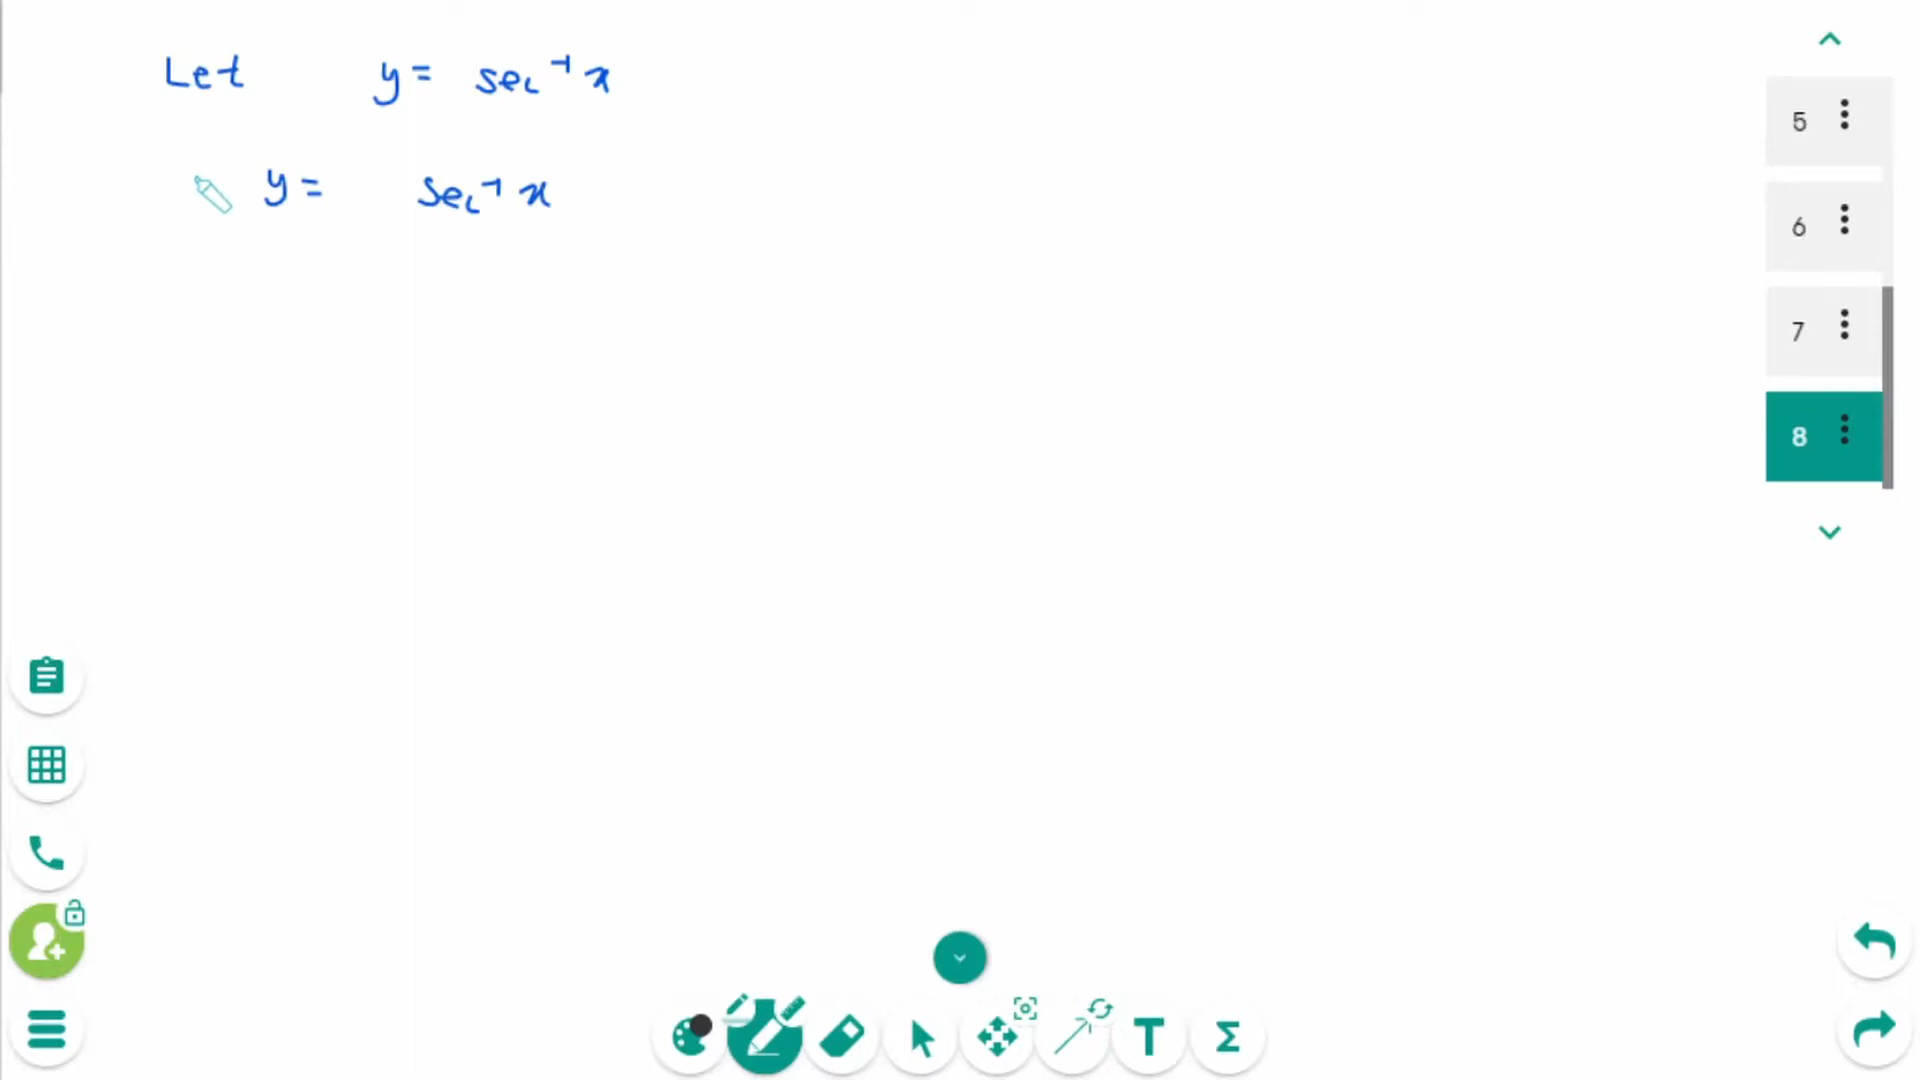 Let y = sec⁻¹ x
y = sec⁻¹ x
5
6
7
8
T
Σ